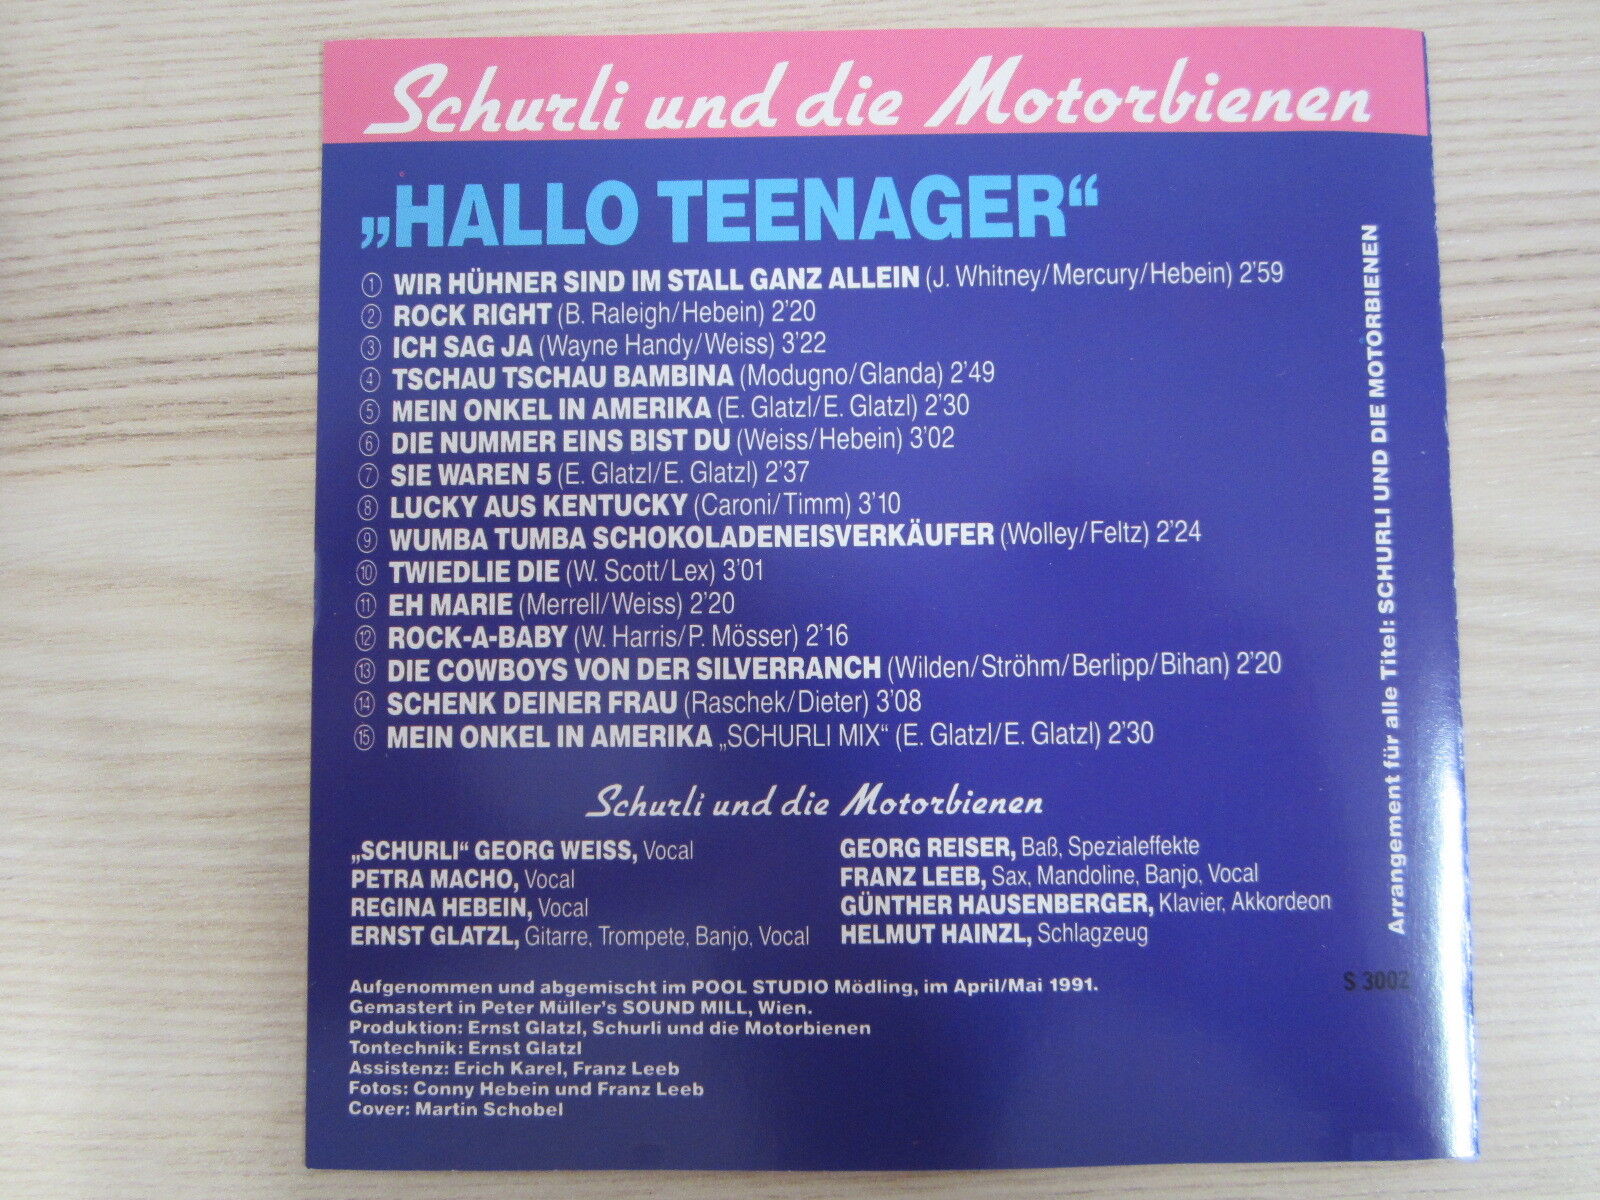 Schurli und die Motorbienen
„HALLO TEENAGER“
① WIR HÜHNER SIND IM STALL GANZ ALLEIN (J. Whitney/Mercury/Hebein) 2'59
② ROCK RIGHT (B. Raleigh/Hebein) 2'20
③ ICH SAG JA (Wayne Handy/Weiss) 3'22
④ TSCHAU TSCHAU BAMBINA (Modugno/Glanda) 2'49
⑤ MEIN ONKEL IN AMERIKA (E. Glatzl/E. Glatzl) 2'30
⑥ DIE NUMMER EINS BIST DU (Weiss/Hebein) 3'02
⑦ SIE WAREN 5 (E. Glatzl/E. Glatzl) 2'37
⑧ LUCKY AUS KENTUCKY (Caroni/Timm) 3'10
⑨ WUMBA TUMBA SCHOKOLADENEISVERKÄUFER (Wolley/Feltz) 2'24
⑩ TWIEDLIE DIE (W. Scott/Lex) 3'01
⑪ EH MARIE (Merrell/Weiss) 2'20
⑫ ROCK-A-BABY (W. Harris/P. Mösser) 2'16
⑬ DIE COWBOYS VON DER SILVERRANCH (Wilden/Ströhm/Berlipp/Bihan) 2'20
⑭ SCHENK DEINER FRAU (Raschek/Dieter) 3'08
⑮ MEIN ONKEL IN AMERIKA „SCHURLI MIX“ (E. Glatzl/E. Glatzl) 2'30
Schurli und die Motorbienen
„SCHURLI“ GEORG WEISS, Vocal
PETRA MACHO, Vocal
REGINA HEBEIN, Vocal
ERNST GLATZL, Gitarre, Trompete, Banjo, Vocal
GEORG REISER, Baß, Spezialeffekte
FRANZ LEEB, Sax, Mandoline, Banjo, Vocal
GÜNTHER HAUSENBERGER, Klavier, Akkordeon
HELMUT HAINZL, Schlagzeug
Aufgenommen und abgemischt im POOL STUDIO Mödling, im April/Mai 1991.
Gemastert in Peter Müller's SOUND MILL, Wien.
Produktion: Ernst Glatzl, Schurli und die Motorbienen
Tontechnik: Ernst Glatzl
Assistenz: Erich Karel, Franz Leeb
Fotos: Conny Hebein und Franz Leeb
Cover: Martin Schobel
Arrangement für alle Titel: SCHURLI UND DIE MOTORBIENEN
S 3002